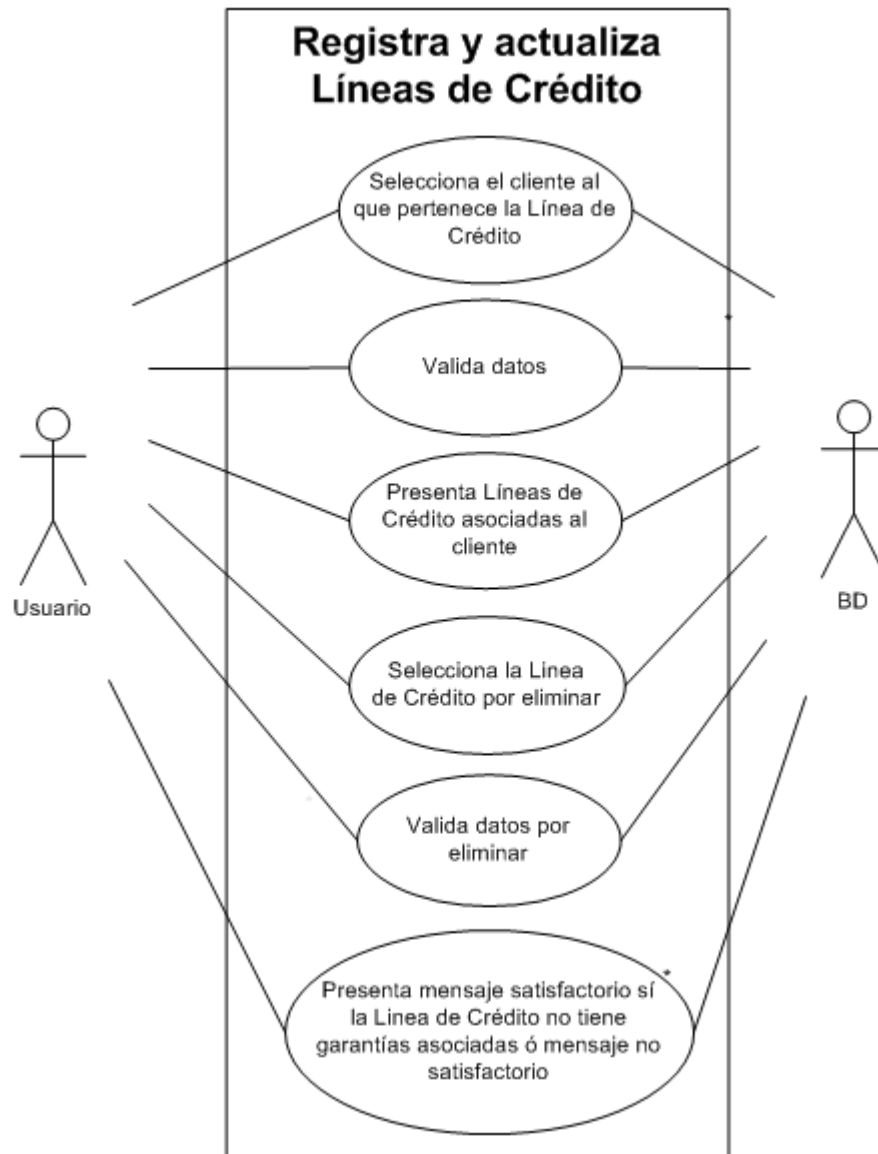 Registra y actualiza
Líneas de Crédito
Selecciona el cliente al
que pertenece la Línea de
Crédito
Valida datos
Presenta Líneas de
Crédito asociadas al
cliente
Usuario
BD
Selecciona la Linea
de Crédito por eliminar
Valida datos por
eliminar
Presenta mensaje satisfactorio sí
la Linea de Crédito no tiene
garantías asociadas ó mensaje no
satisfactorio